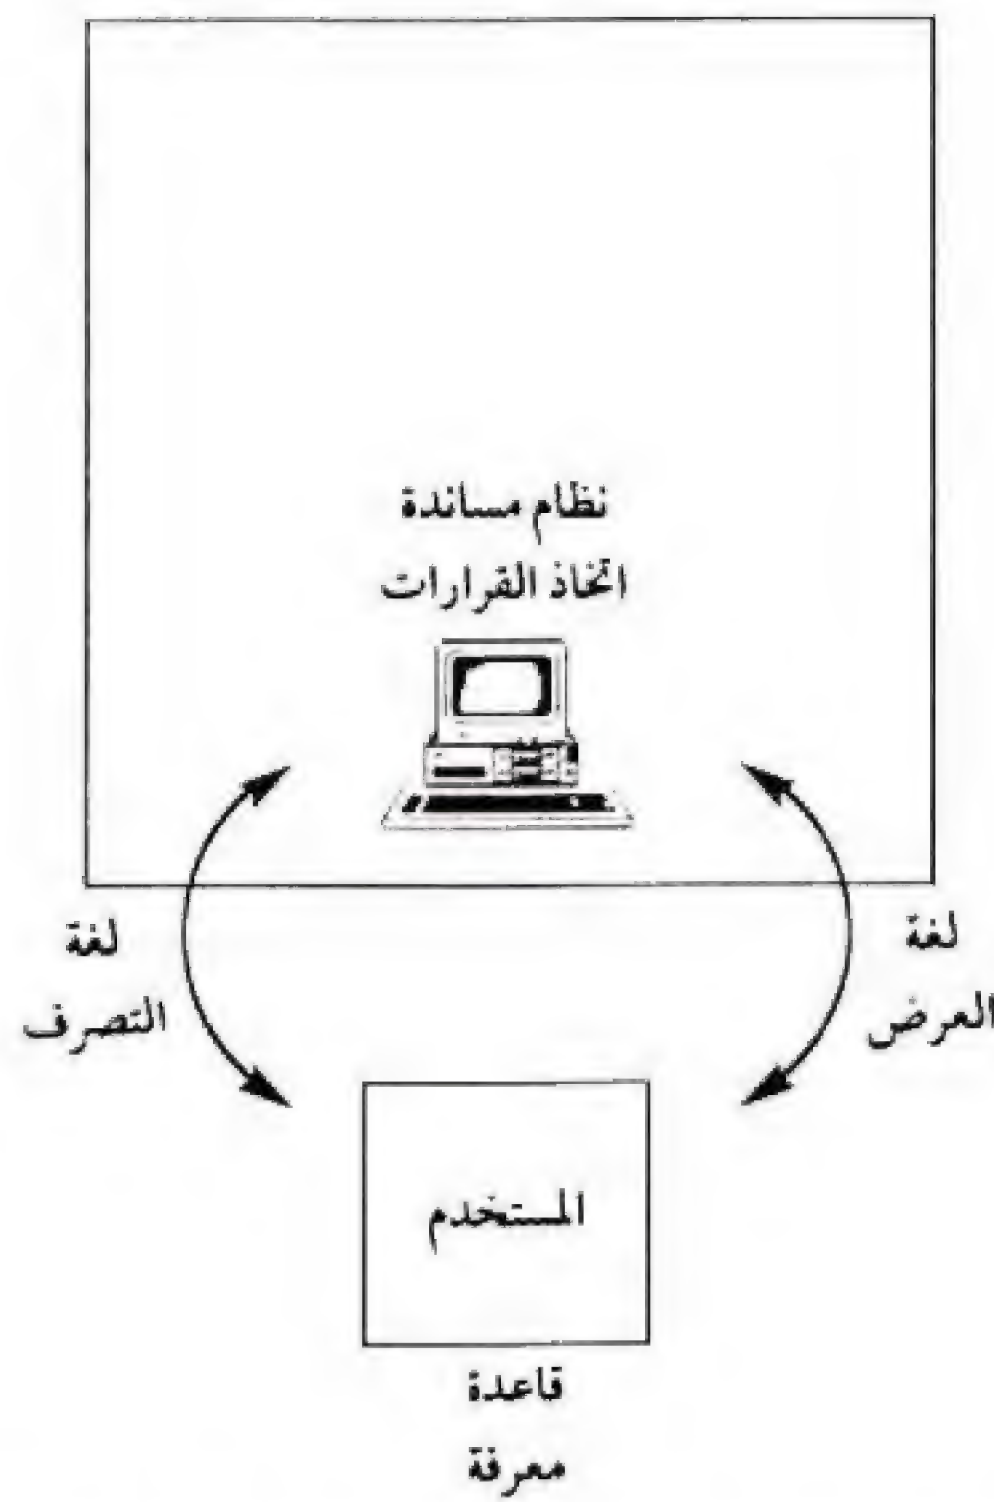 نظام مساندة
اتخاذ القرارات
لغة
العرض
لغة
التصرف
المستخدم
قاعدة
معرفة